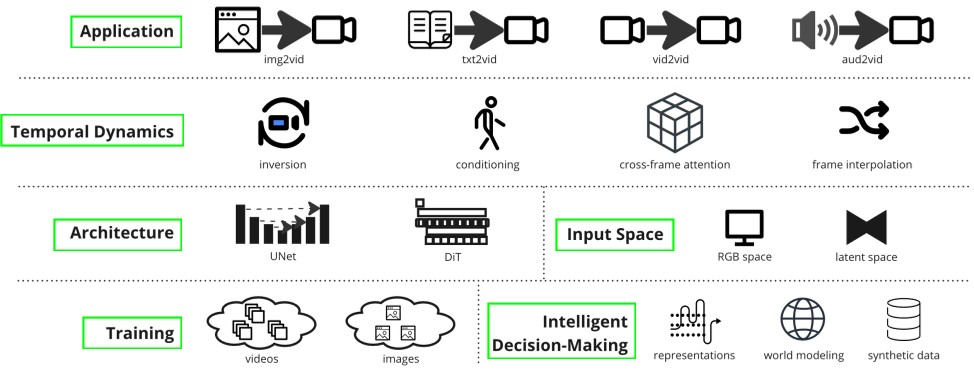 Application
img2vid
txt2vid
vid2vid
aud2vid
Temporal Dynamics
inversion
conditioning
cross-frame attention
frame interpolation
Architecture
UNet
DiT
Input Space
RGB space
latent space
Training
videos
images
Intelligent
Decision-Making
representations
world modeling
synthetic data